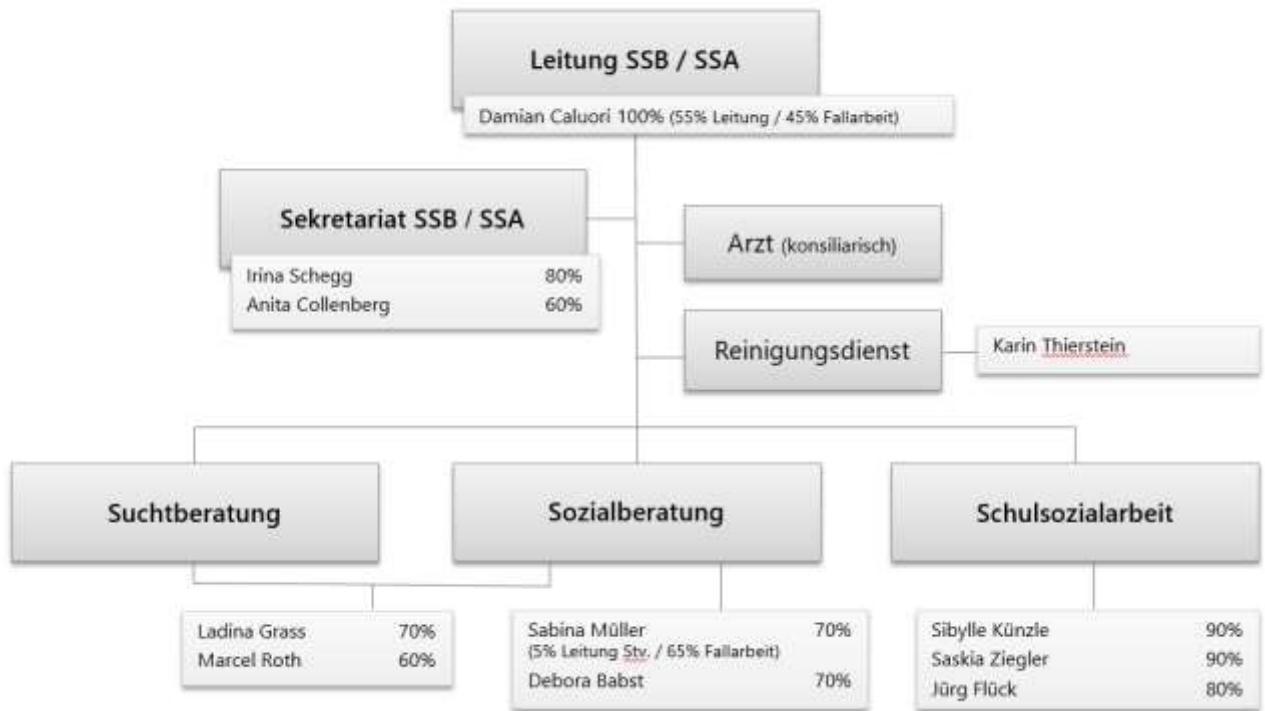 Leitung SSB / SSA
Damian Caluori 100% (55% Leitung / 45% Fallarbeit)
Sekretariat SSB / SSA
Irina Schegg 80%
Anita Collenberg 60%
Arzt (konsiliarisch)
Reinigungsdienst
Karin Thierstein
Suchtberatung
Sozialberatung
Schulsozialarbeit
Ladina Grass 70%
Marcel Roth 60%
Sabina Müller 70%
(5% Leitung Stv. / 65% Fallarbeit)
Debora Babst 70%
Sibylle Künzle 90%
Saskia Ziegler 90%
Jürg Flück 80%